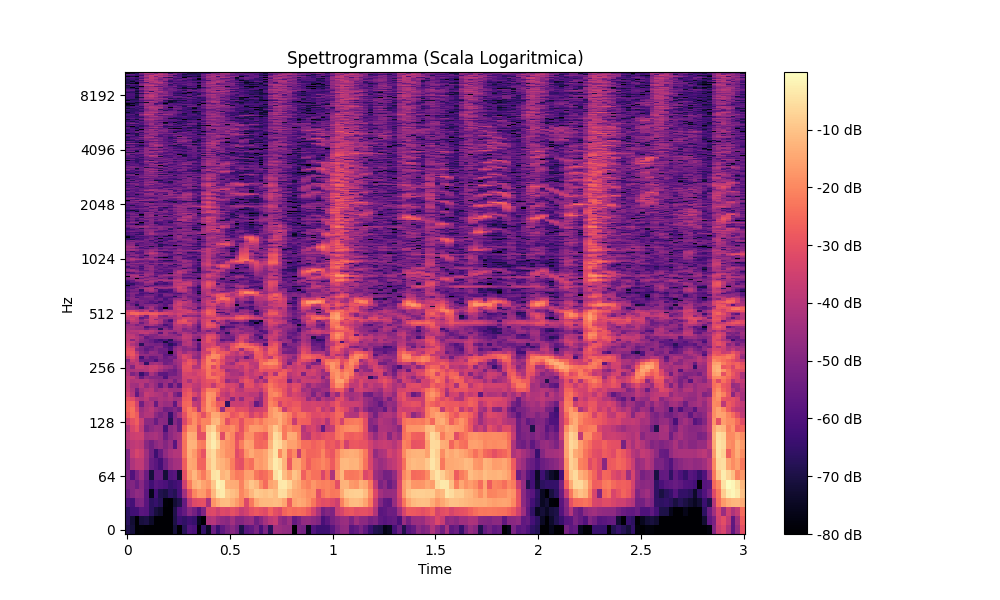 Spettrogramma (Scala Logaritmica)
Hz
8192
4096
2048
1024
512
256
128
64
0
0 0.5 1 1.5 2 2.5 3
Time
-10 dB
-20 dB
-30 dB
-40 dB
-50 dB
-60 dB
-70 dB
-80 dB